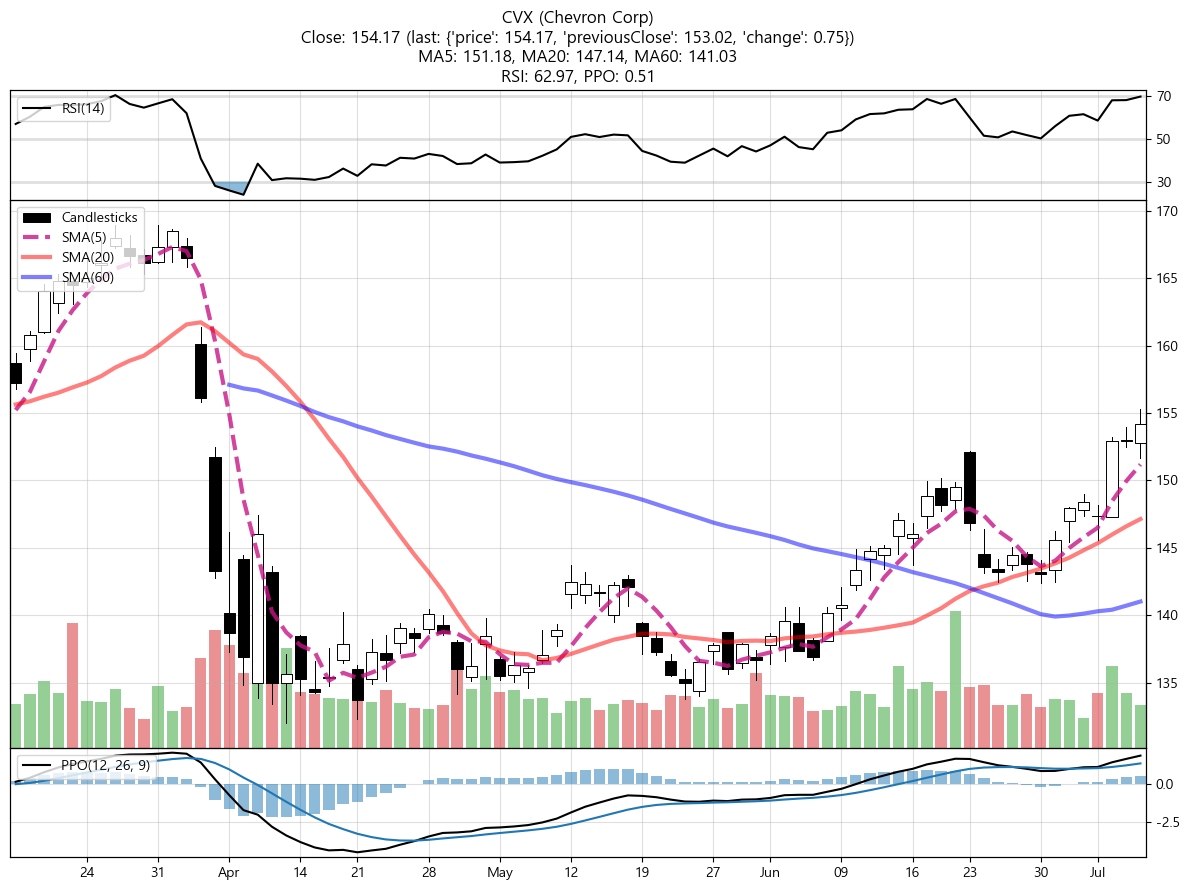 CVX (Chevron Corp)
Close: 154.17 (last: {'price': 154.17, 'previousClose': 153.02, 'change': 0.75})
MA5: 151.18, MA20: 147.14, MA60: 141.03
RSI: 62.97, PPO: 0.51
RSI(14)
70
50
30
Candlesticks
SMA(5)
SMA(20)
SMA(60)
170
165
160
155
150
145
140
135
PPO(12, 26, 9)
0.0
−2.5
24 31 Apr 14 21 28 May 12 19 27 Jun 09 16 23 30 Jul